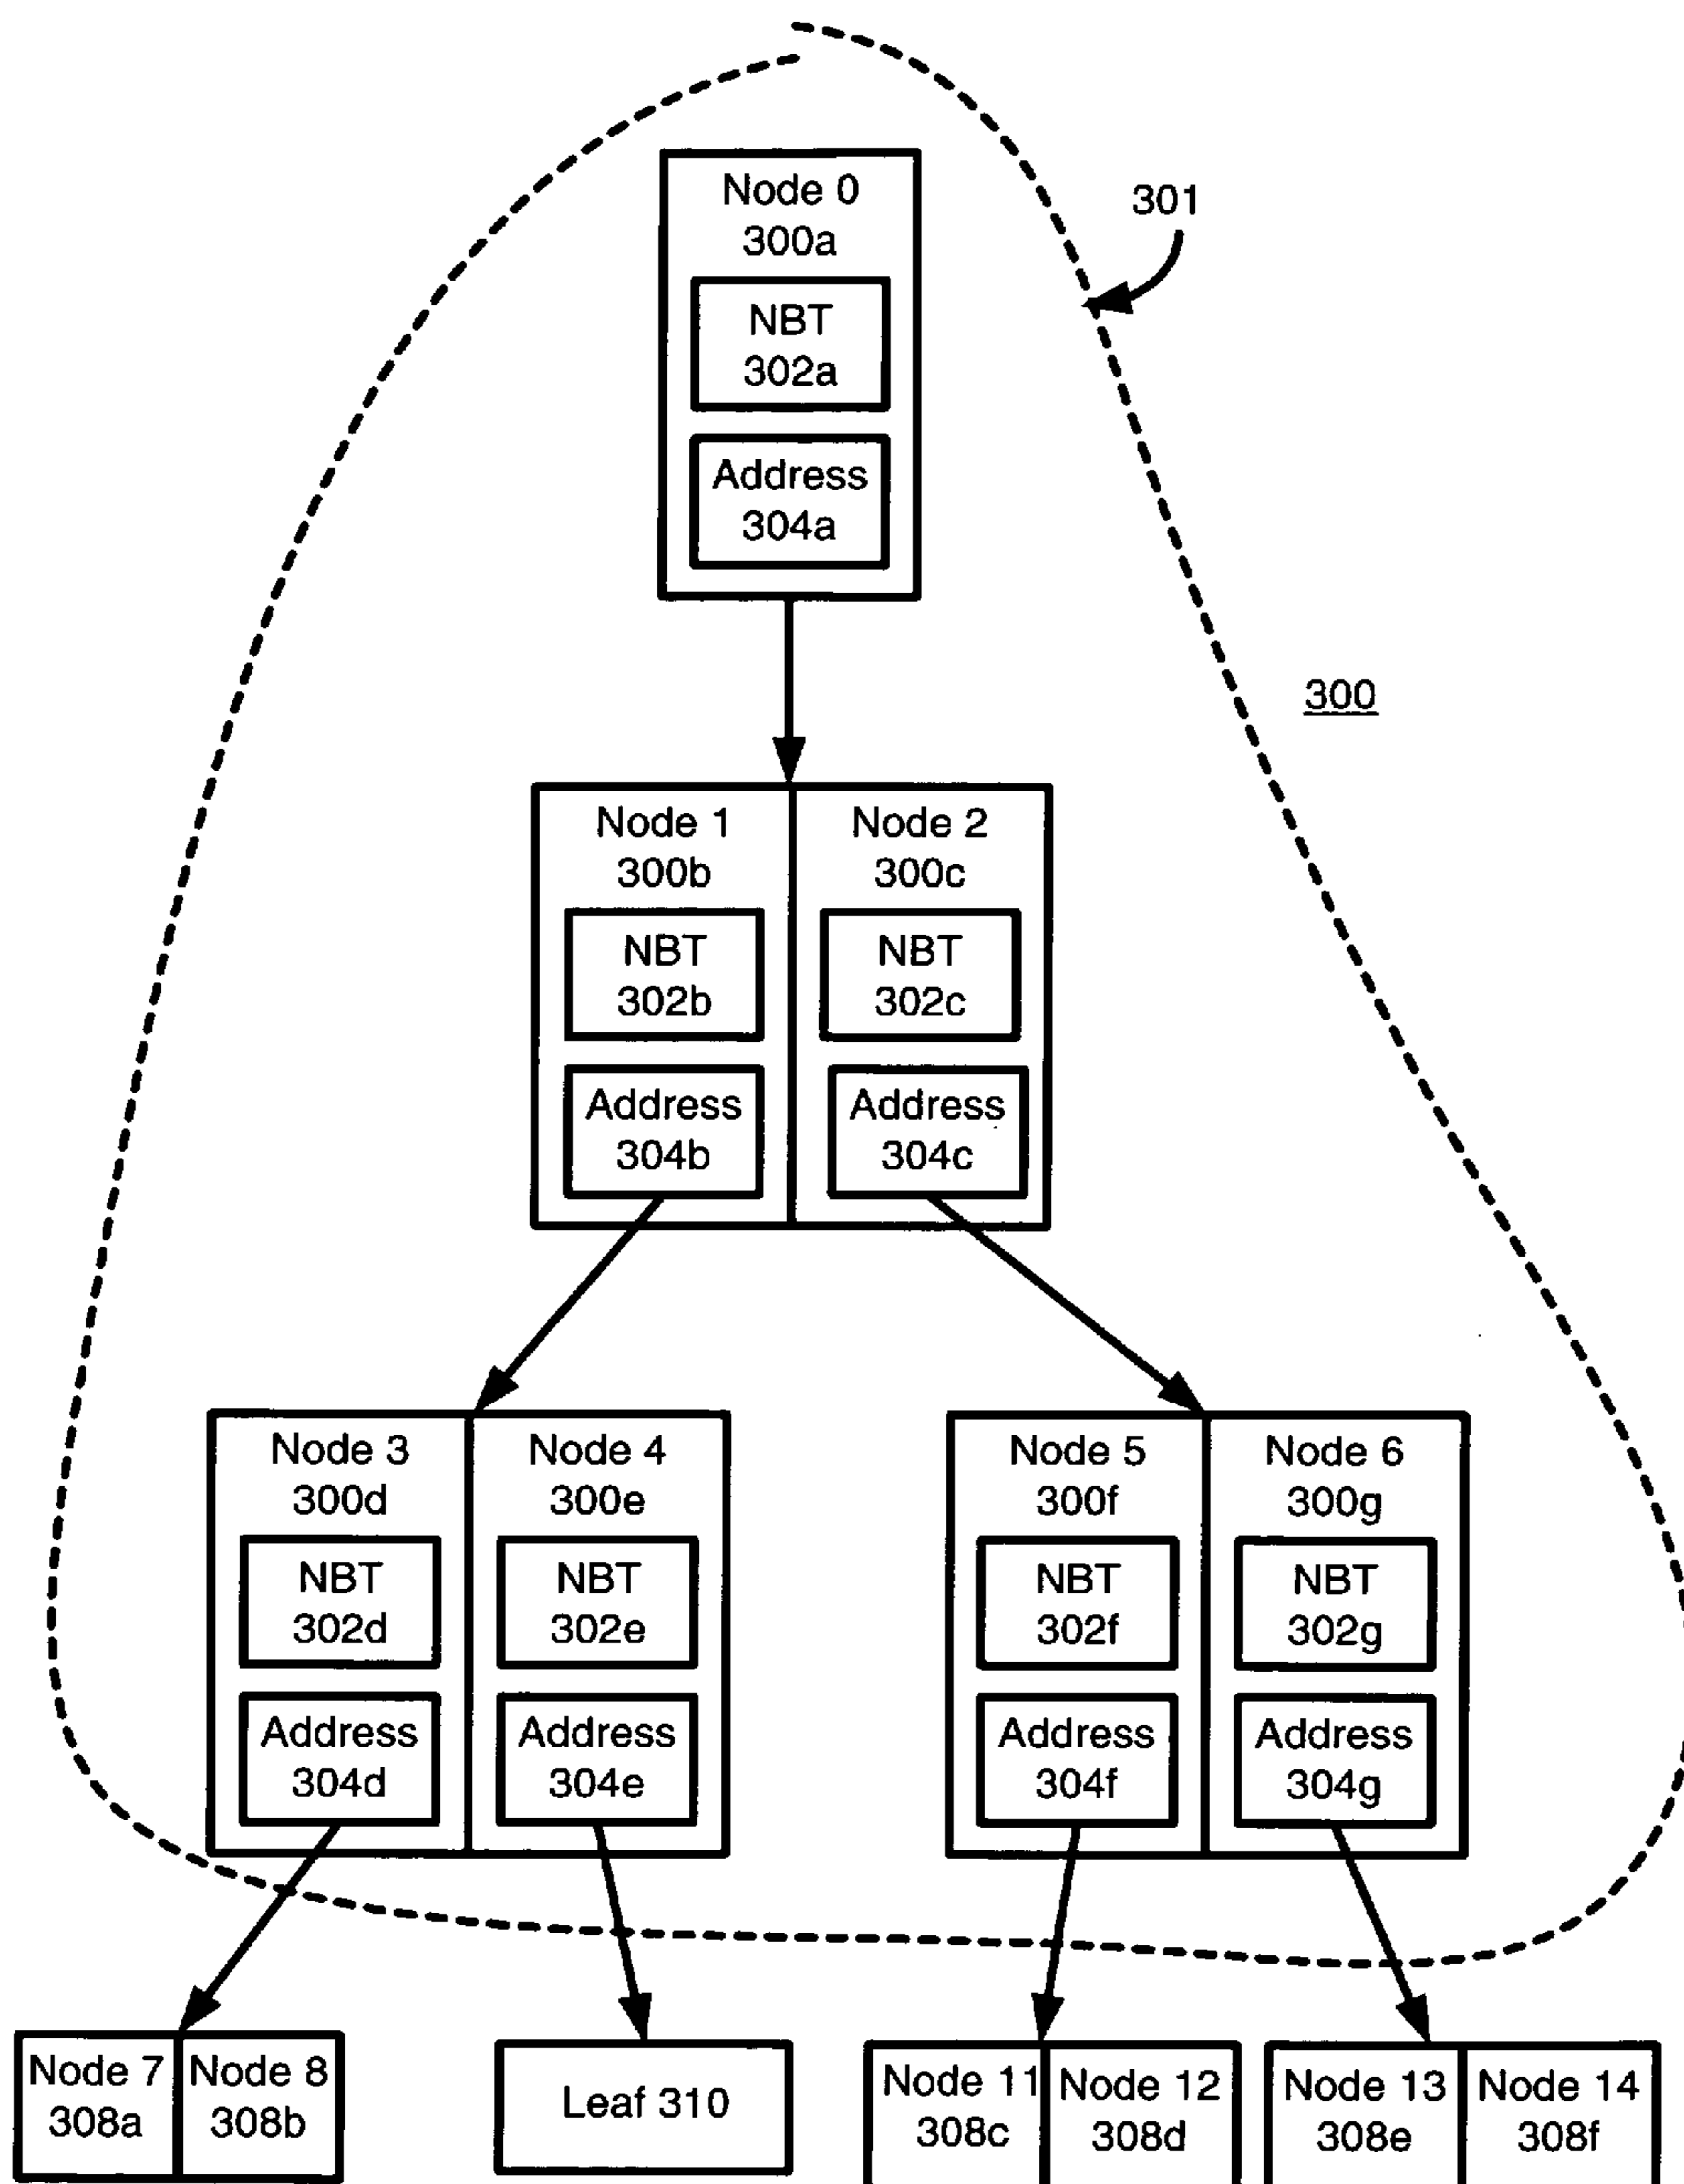 Node 0
300a
NBT
302a
Address
304a
301
300
Node 1
300b
NBT
302b
Address
304b
Node 2
300c
NBT
302c
Address
304c
Node 3
300d
NBT
302d
Address
304d
Node 4
300e
NBT
302e
Address
304e
Node 5
300f
NBT
302f
Address
304f
Node 6
300g
NBT
302g
Address
304g
Node 7
308a
Node 8
308b
Leaf 310
Node 11
308c
Node 12
308d
Node 13
308e
Node 14
308f